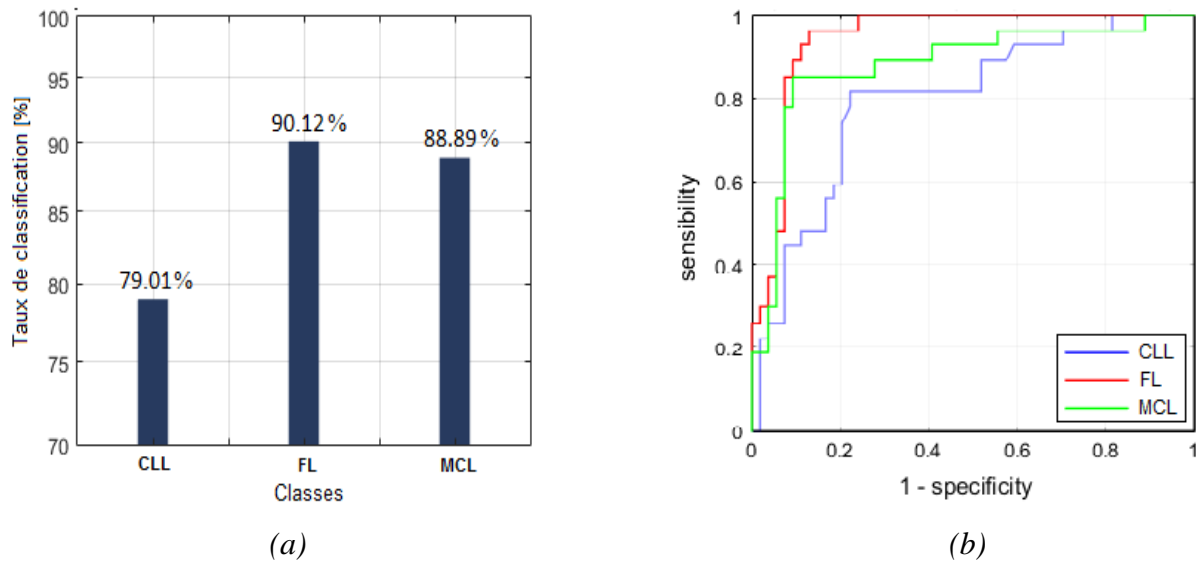 Taux de classification [%]
100
95
90
85
80
75
70
79.01%
90.12%
88.89%
CLL FL MCL
Classes
(a)
sensibility
1
0.8
0.6
0.4
0.2
0
0 0.2 0.4 0.6 0.8 1
1 - specificity
CLL
FL
MCL
(b)